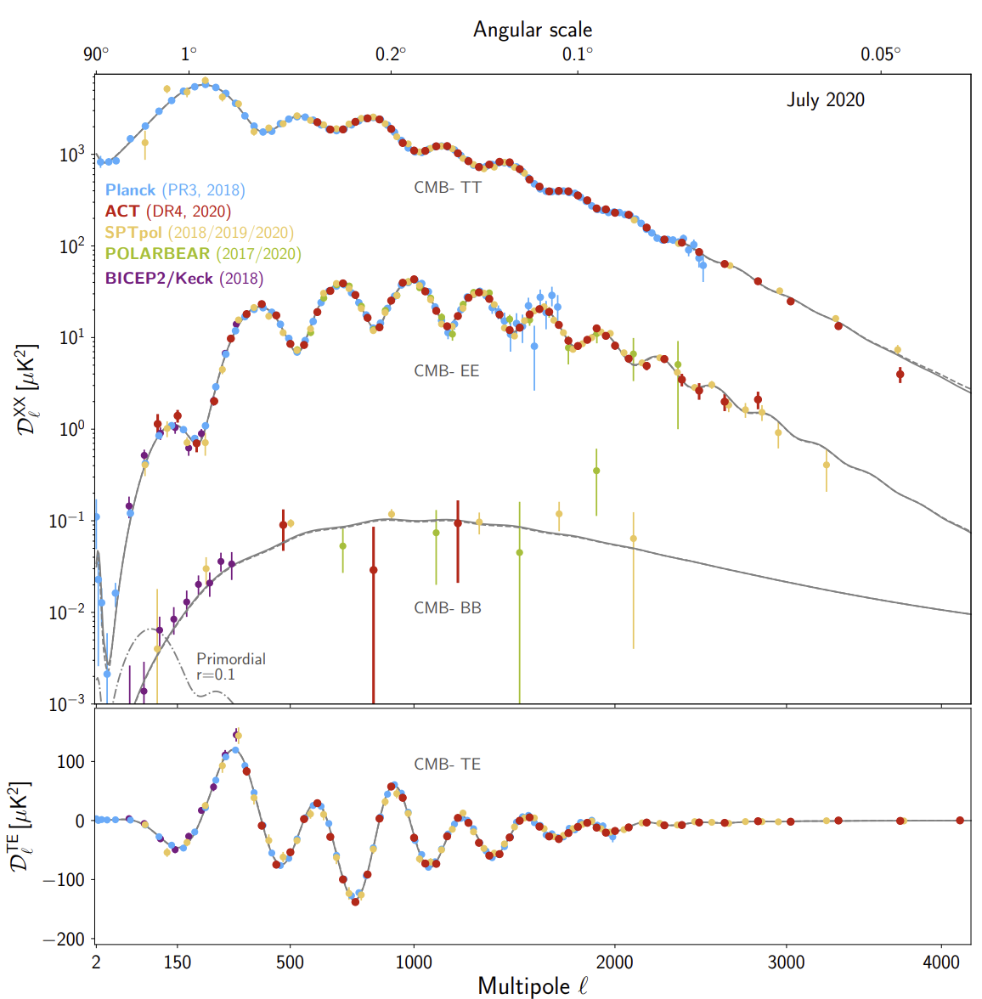 Angular scale
90° 1° 0.2° 0.1° 0.05°
July 2020
10³
CMB- TT
Planck (PR3, 2018)
ACT (DR4, 2020)
SPTpol (2018/2019/2020)
POLARBEAR (2017/2020)
BICEP2/Keck (2018)
10²
10¹
CMB- EE
𝒟ℓ^XX [μK²]
10⁰
10⁻¹
CMB- BB
10⁻²
Primordial
r=0.1
10⁻³
CMB- TE
100
0
𝒟ℓ^TE [μK²]
−100
−200
2 150 500 1000 2000 3000 4000
Multipole ℓ